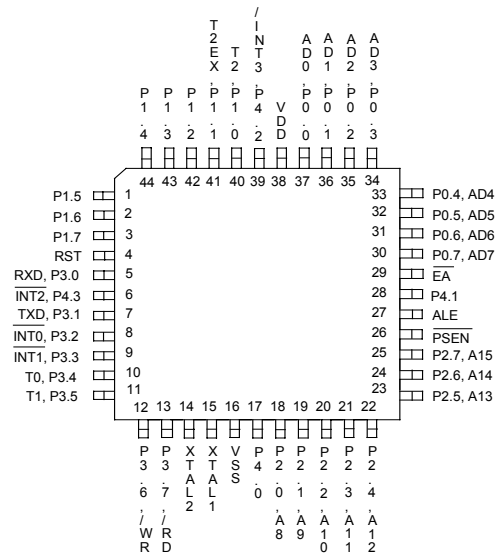 P1.4
P1.3
P1.2
T2EX, P1.1
T2, P1.0
/INT3, P4.2
VDD
AD0, P0.0
AD1, P0.1
AD2, P0.2
AD3, P0.3
44 43 42 41 40 39 38 37 36 35 34
P1.5 1
P1.6 2
P1.7 3
RST 4
RXD, P3.0 5
INT2, P4.3 6
TXD, P3.1 7
INT0, P3.2 8
INT1, P3.3 9
T0, P3.4 10
T1, P3.5 11
33 P0.4, AD4
32 P0.5, AD5
31 P0.6, AD6
30 P0.7, AD7
29 EA
28 P4.1
27 ALE
26 PSEN
25 P2.7, A15
24 P2.6, A14
23 P2.5, A13
12 13 14 15 16 17 18 19 20 21 22
P3.6, /WR
P3.7, /RD
XTAL2
XTAL1
VSS
P4.0
P2.0, A8
P2.1, A9
P2.2, A10
P2.3, A11
P2.4, A12